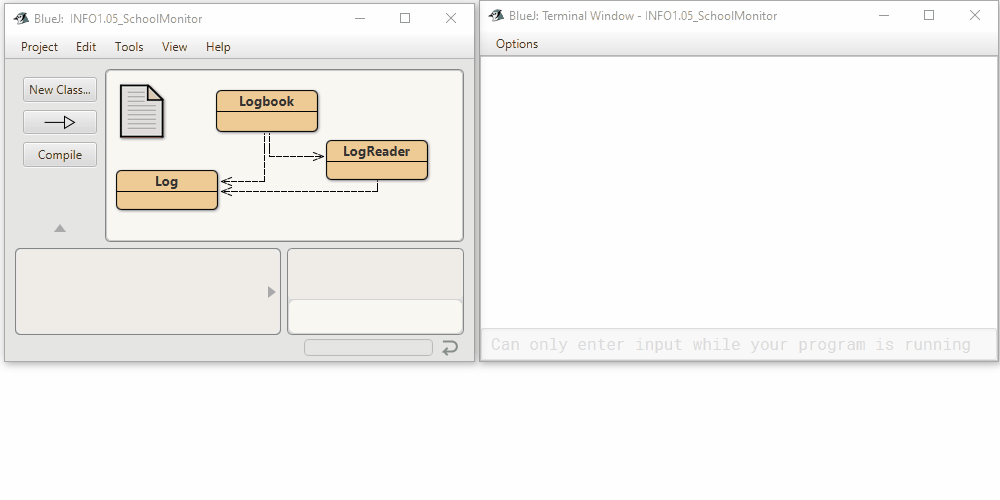 BlueJ: INFO1.05_SchoolMonitor
Project Edit Tools View Help
New Class...
Compile
Logbook
LogReader
Log
BlueJ: Terminal Window - INFO1.05_SchoolMonitor
Options
Can only enter input while your program is running